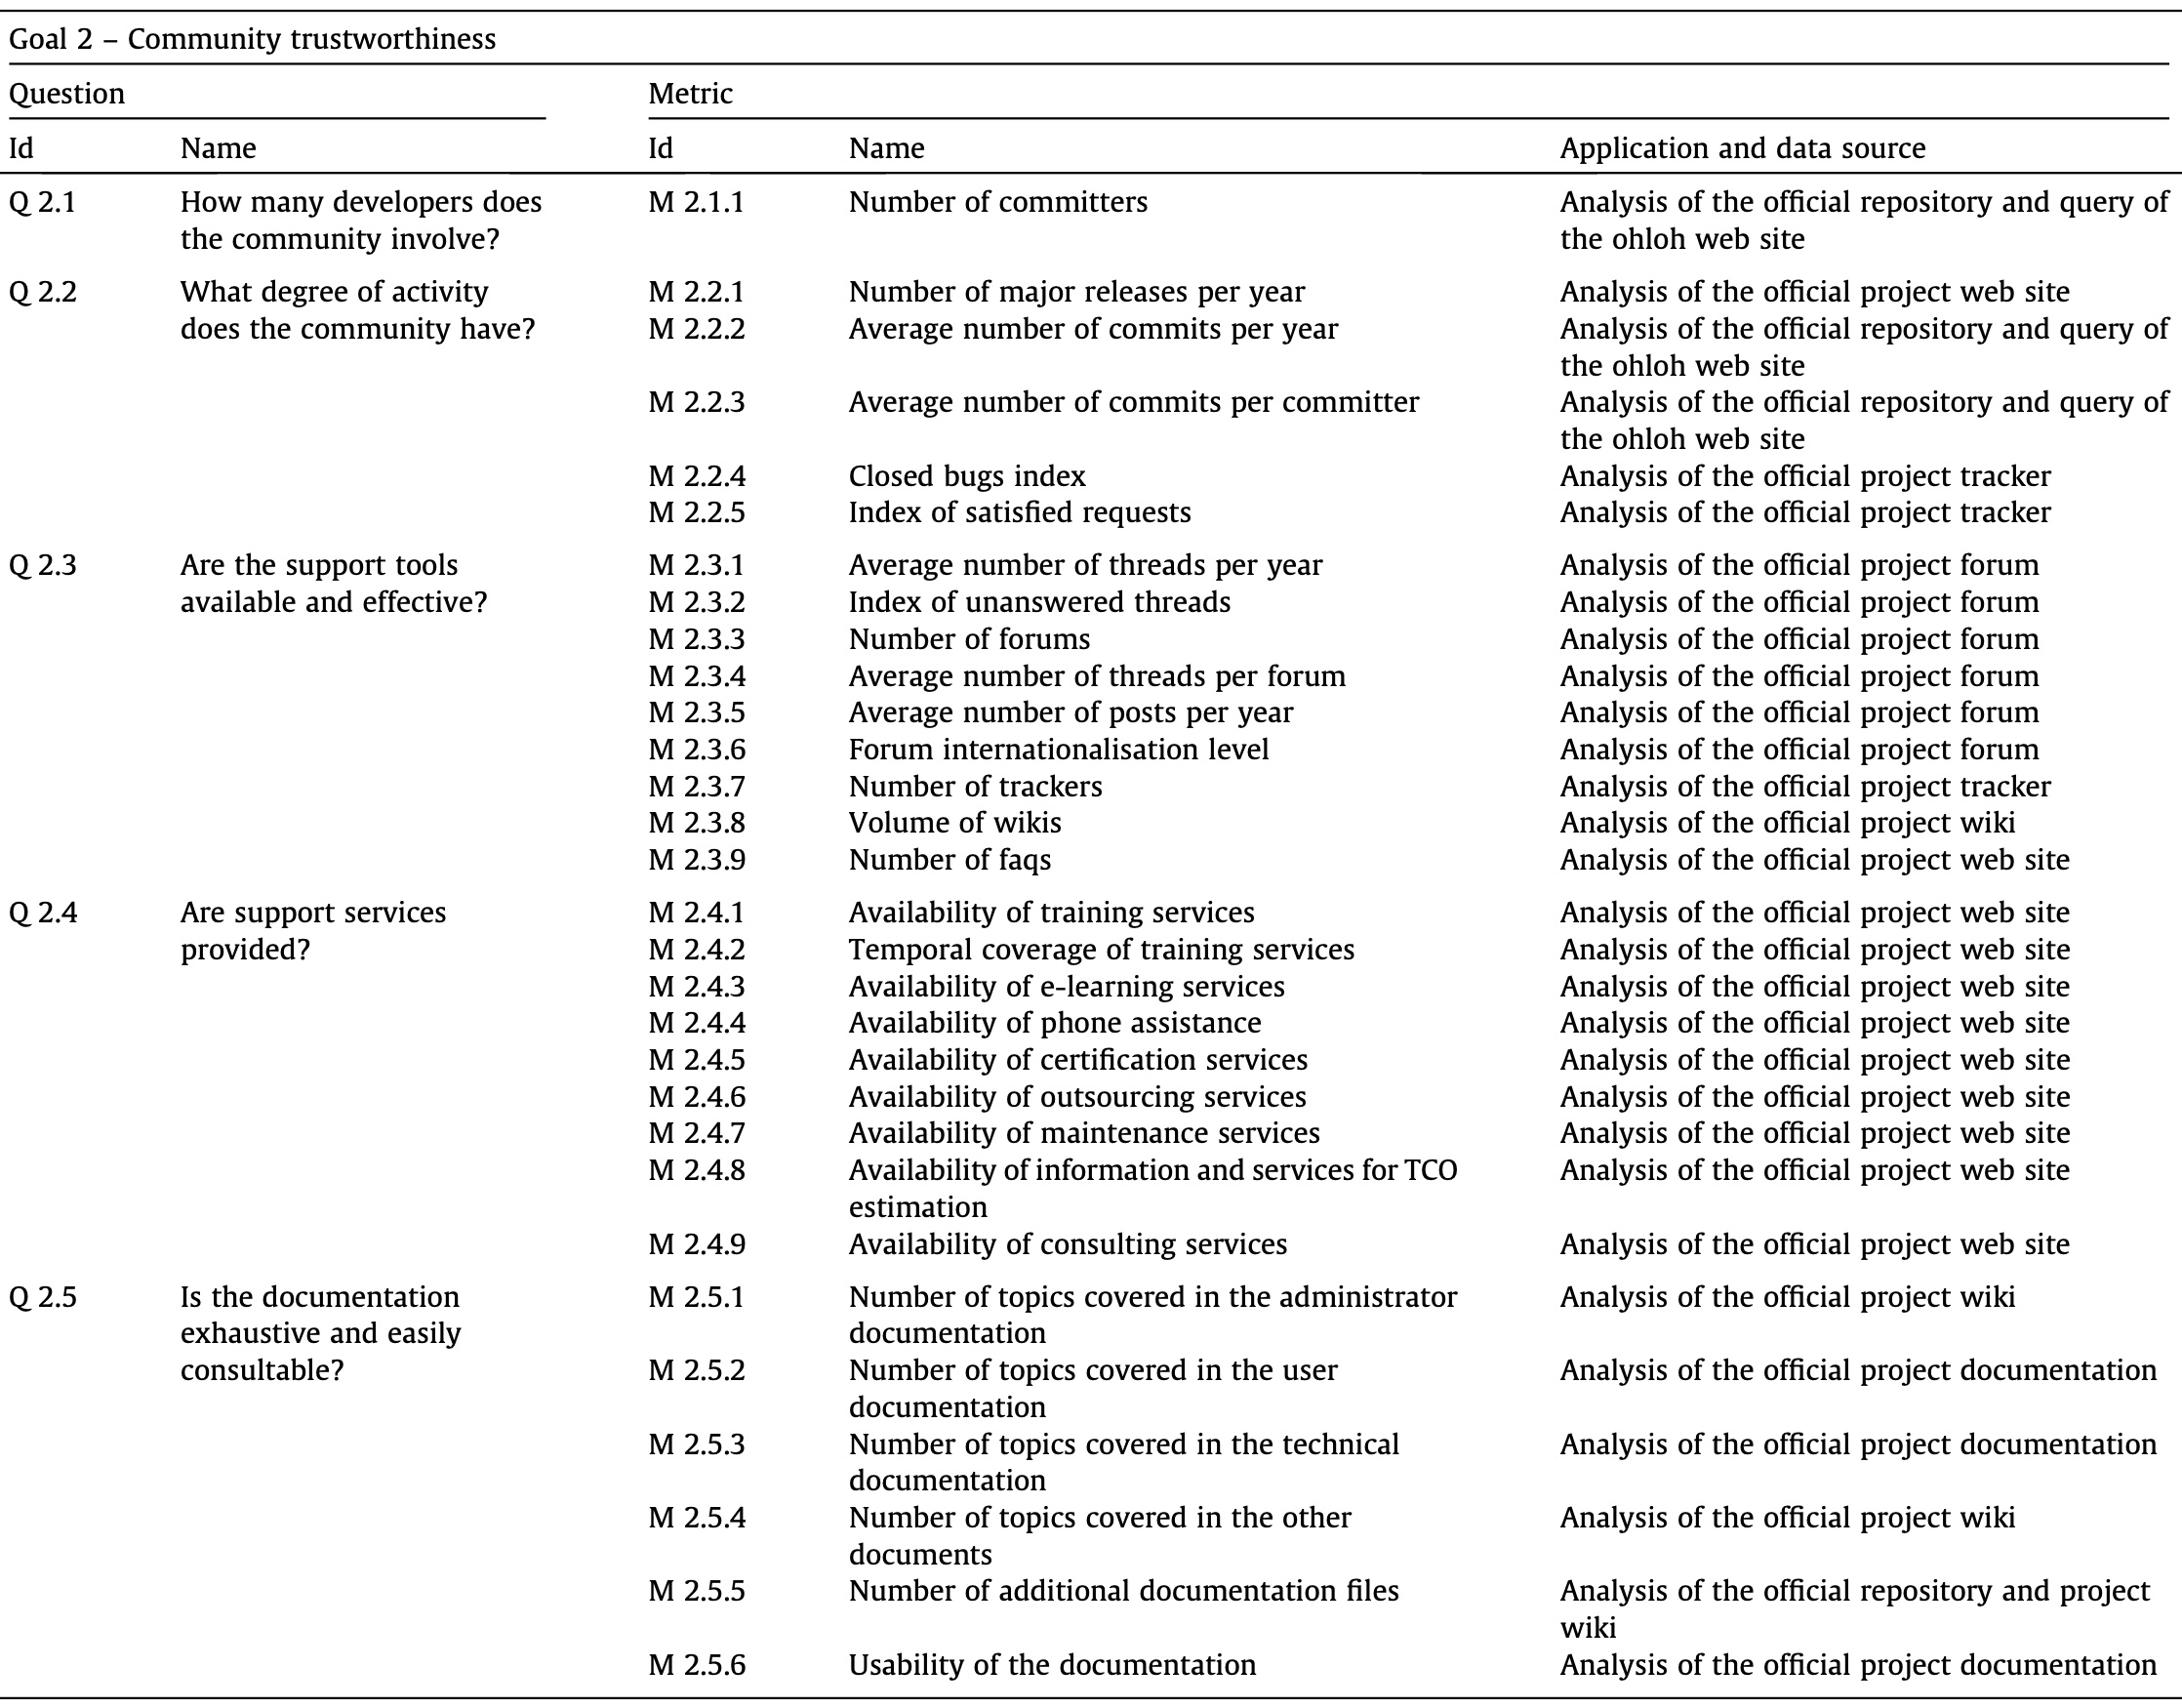 Goal 2 – Community trustworthiness
Question Metric
Id Name Id Name Application and data source
Q 2.1 How many developers does M 2.1.1 Number of committers Analysis of the official repository and query of
the community involve? the ohloh web site
Q 2.2 What degree of activity M 2.2.1 Number of major releases per year Analysis of the official project web site
does the community have? M 2.2.2 Average number of commits per year Analysis of the official repository and query of
the ohloh web site
M 2.2.3 Average number of commits per committer Analysis of the official repository and query of
the ohloh web site
M 2.2.4 Closed bugs index Analysis of the official project tracker
M 2.2.5 Index of satisfied requests Analysis of the official project tracker
Q 2.3 Are the support tools M 2.3.1 Average number of threads per year Analysis of the official project forum
available and effective? M 2.3.2 Index of unanswered threads Analysis of the official project forum
M 2.3.3 Number of forums Analysis of the official project forum
M 2.3.4 Average number of threads per forum Analysis of the official project forum
M 2.3.5 Average number of posts per year Analysis of the official project forum
M 2.3.6 Forum internationalisation level Analysis of the official project forum
M 2.3.7 Number of trackers Analysis of the official project tracker
M 2.3.8 Volume of wikis Analysis of the official project wiki
M 2.3.9 Number of faqs Analysis of the official project web site
Q 2.4 Are support services M 2.4.1 Availability of training services Analysis of the official project web site
provided? M 2.4.2 Temporal coverage of training services Analysis of the official project web site
M 2.4.3 Availability of e-learning services Analysis of the official project web site
M 2.4.4 Availability of phone assistance Analysis of the official project web site
M 2.4.5 Availability of certification services Analysis of the official project web site
M 2.4.6 Availability of outsourcing services Analysis of the official project web site
M 2.4.7 Availability of maintenance services Analysis of the official project web site
M 2.4.8 Availability of information and services for TCO Analysis of the official project web site
estimation
M 2.4.9 Availability of consulting services Analysis of the official project web site
Q 2.5 Is the documentation M 2.5.1 Number of topics covered in the administrator Analysis of the official project wiki
exhaustive and easily documentation
consultable? M 2.5.2 Number of topics covered in the user Analysis of the official project documentation
documentation
M 2.5.3 Number of topics covered in the technical Analysis of the official project documentation
documentation
M 2.5.4 Number of topics covered in the other Analysis of the official project wiki
documents
M 2.5.5 Number of additional documentation files Analysis of the official repository and project
wiki
M 2.5.6 Usability of the documentation Analysis of the official project documentation